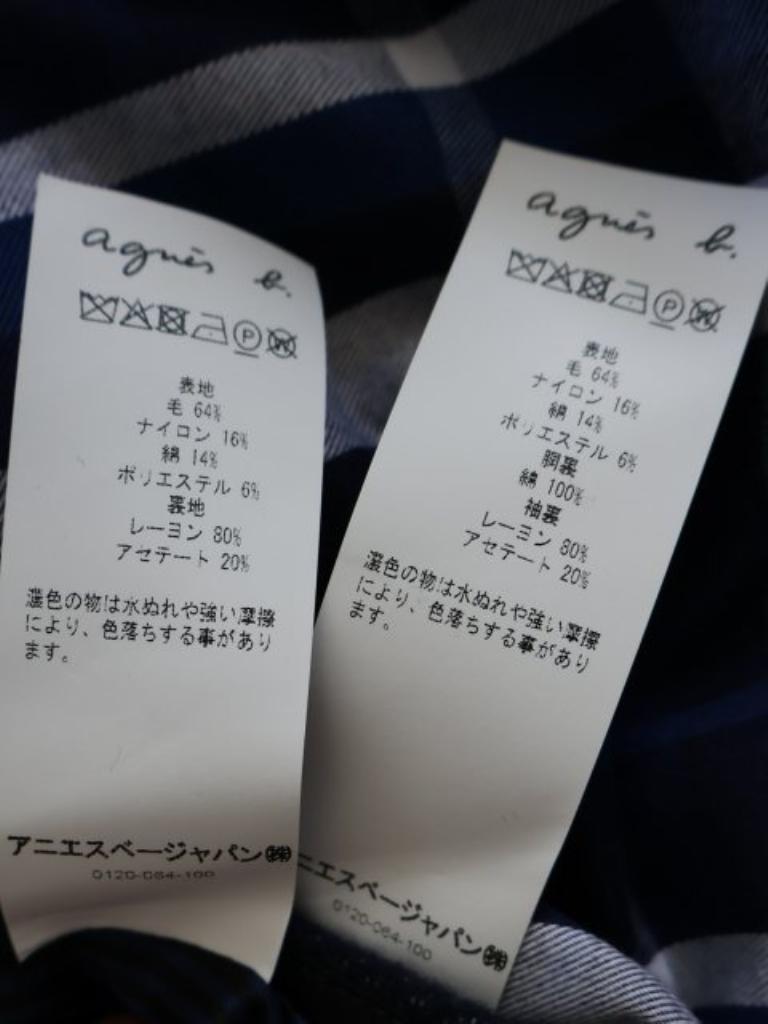 agnès b.
表地
毛 64%
ナイロン 16%
綿 14%
ポリエステル 6%
裏地
レーヨン 80%
アセテート 20%
濃色の物は水ぬれや強い摩擦
により、色落ちする事があり
ます。
アニエスベージャパン㈱
0120-064-100
agnès b.
表地
毛 64%
ナイロン 16%
綿 14%
ポリエステル 6%
胴裏
綿 100%
袖裏
レーヨン 80%
アセテート 20%
濃色の物は水ぬれや強い摩擦
により、色落ちする事があり
ます。
ニエスベージャパン㈱
0120-064-100